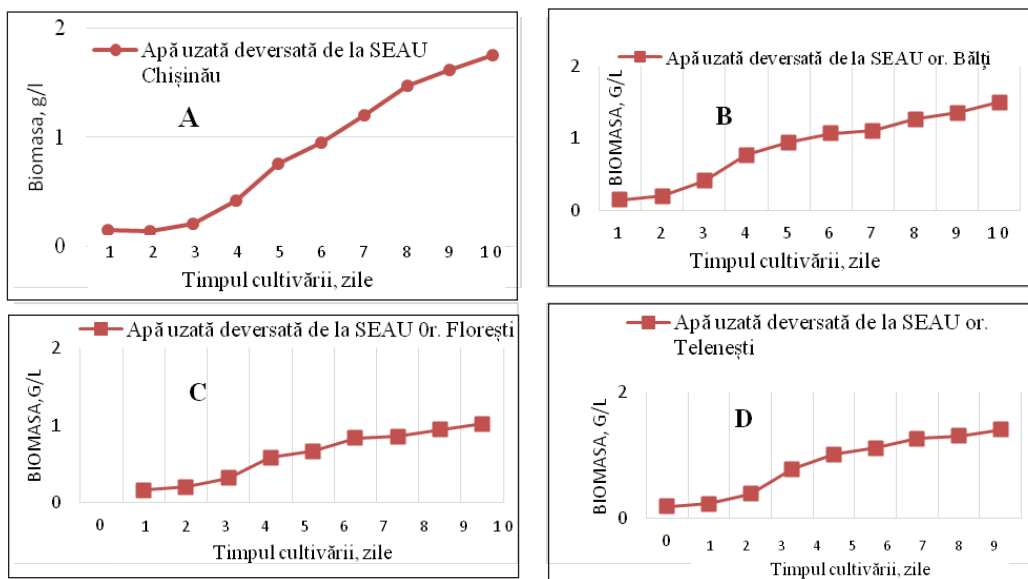 2
Apă uzată deversată de la SEAU
Chișinău
A
1
0
Biomasa, g/l
1 2 3 4 5 6 7 8 9 10
Timpul cultivării, zile
Apă uzată deversată de la SEAU or. Bălți
2
B
1
0
BIOMASA, G/L
1 2 3 4 5 6 7 8 9 10
Timpul cultivării, zile
Apă uzată deversată de la SEAU 0r. Florești
2
C
1
0
BIOMASA,G/L
0 1 2 3 4 5 6 7 8 9 10
Timpul cultivării, zile
Apă uzată deversată de la SEAU or.
Telenești
2
D
0
BIOMASA, G/L
0 1 2 3 4 5 6 7 8 9
Timpul cultivării, zile